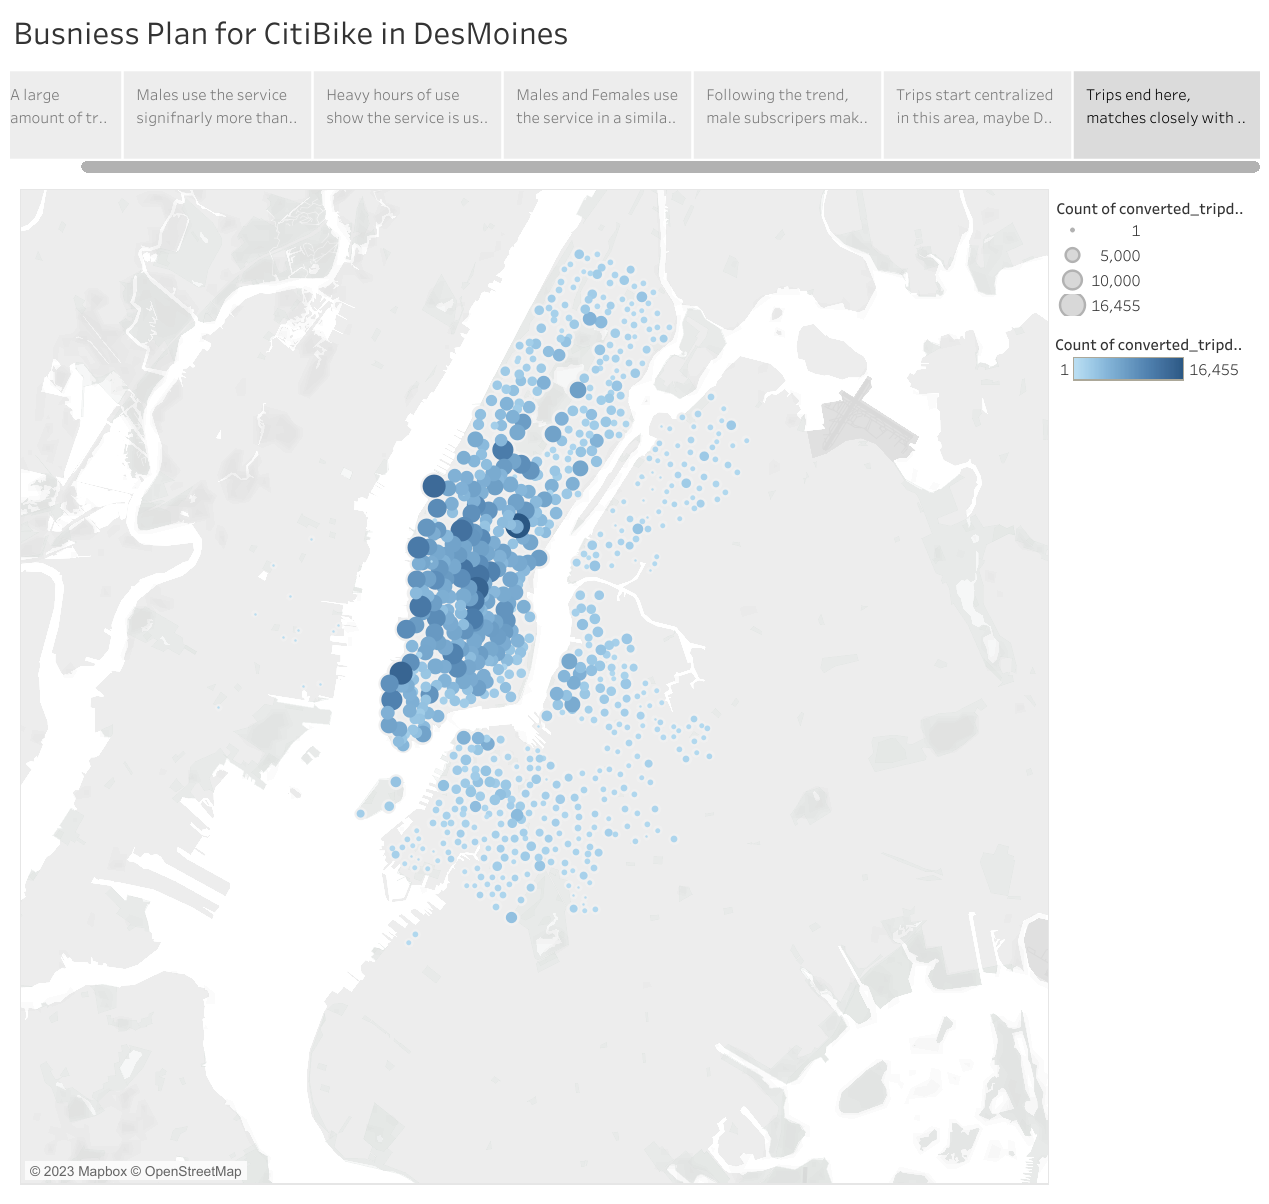 Busniess Plan for CitiBike in DesMoines
A large
amount of tr..
Males use the service
signifnarly more than..
Heavy hours of use
show the service is us..
Males and Females use
the service in a simila..
Following the trend,
male subscripers mak..
Trips start centralized
in this area, maybe D..
Trips end here,
matches closely with ..
Count of converted_tripd..
1
5,000
10,000
16,455
Count of converted_tripd..
1 16,455
© 2023 Mapbox © OpenStreetMap